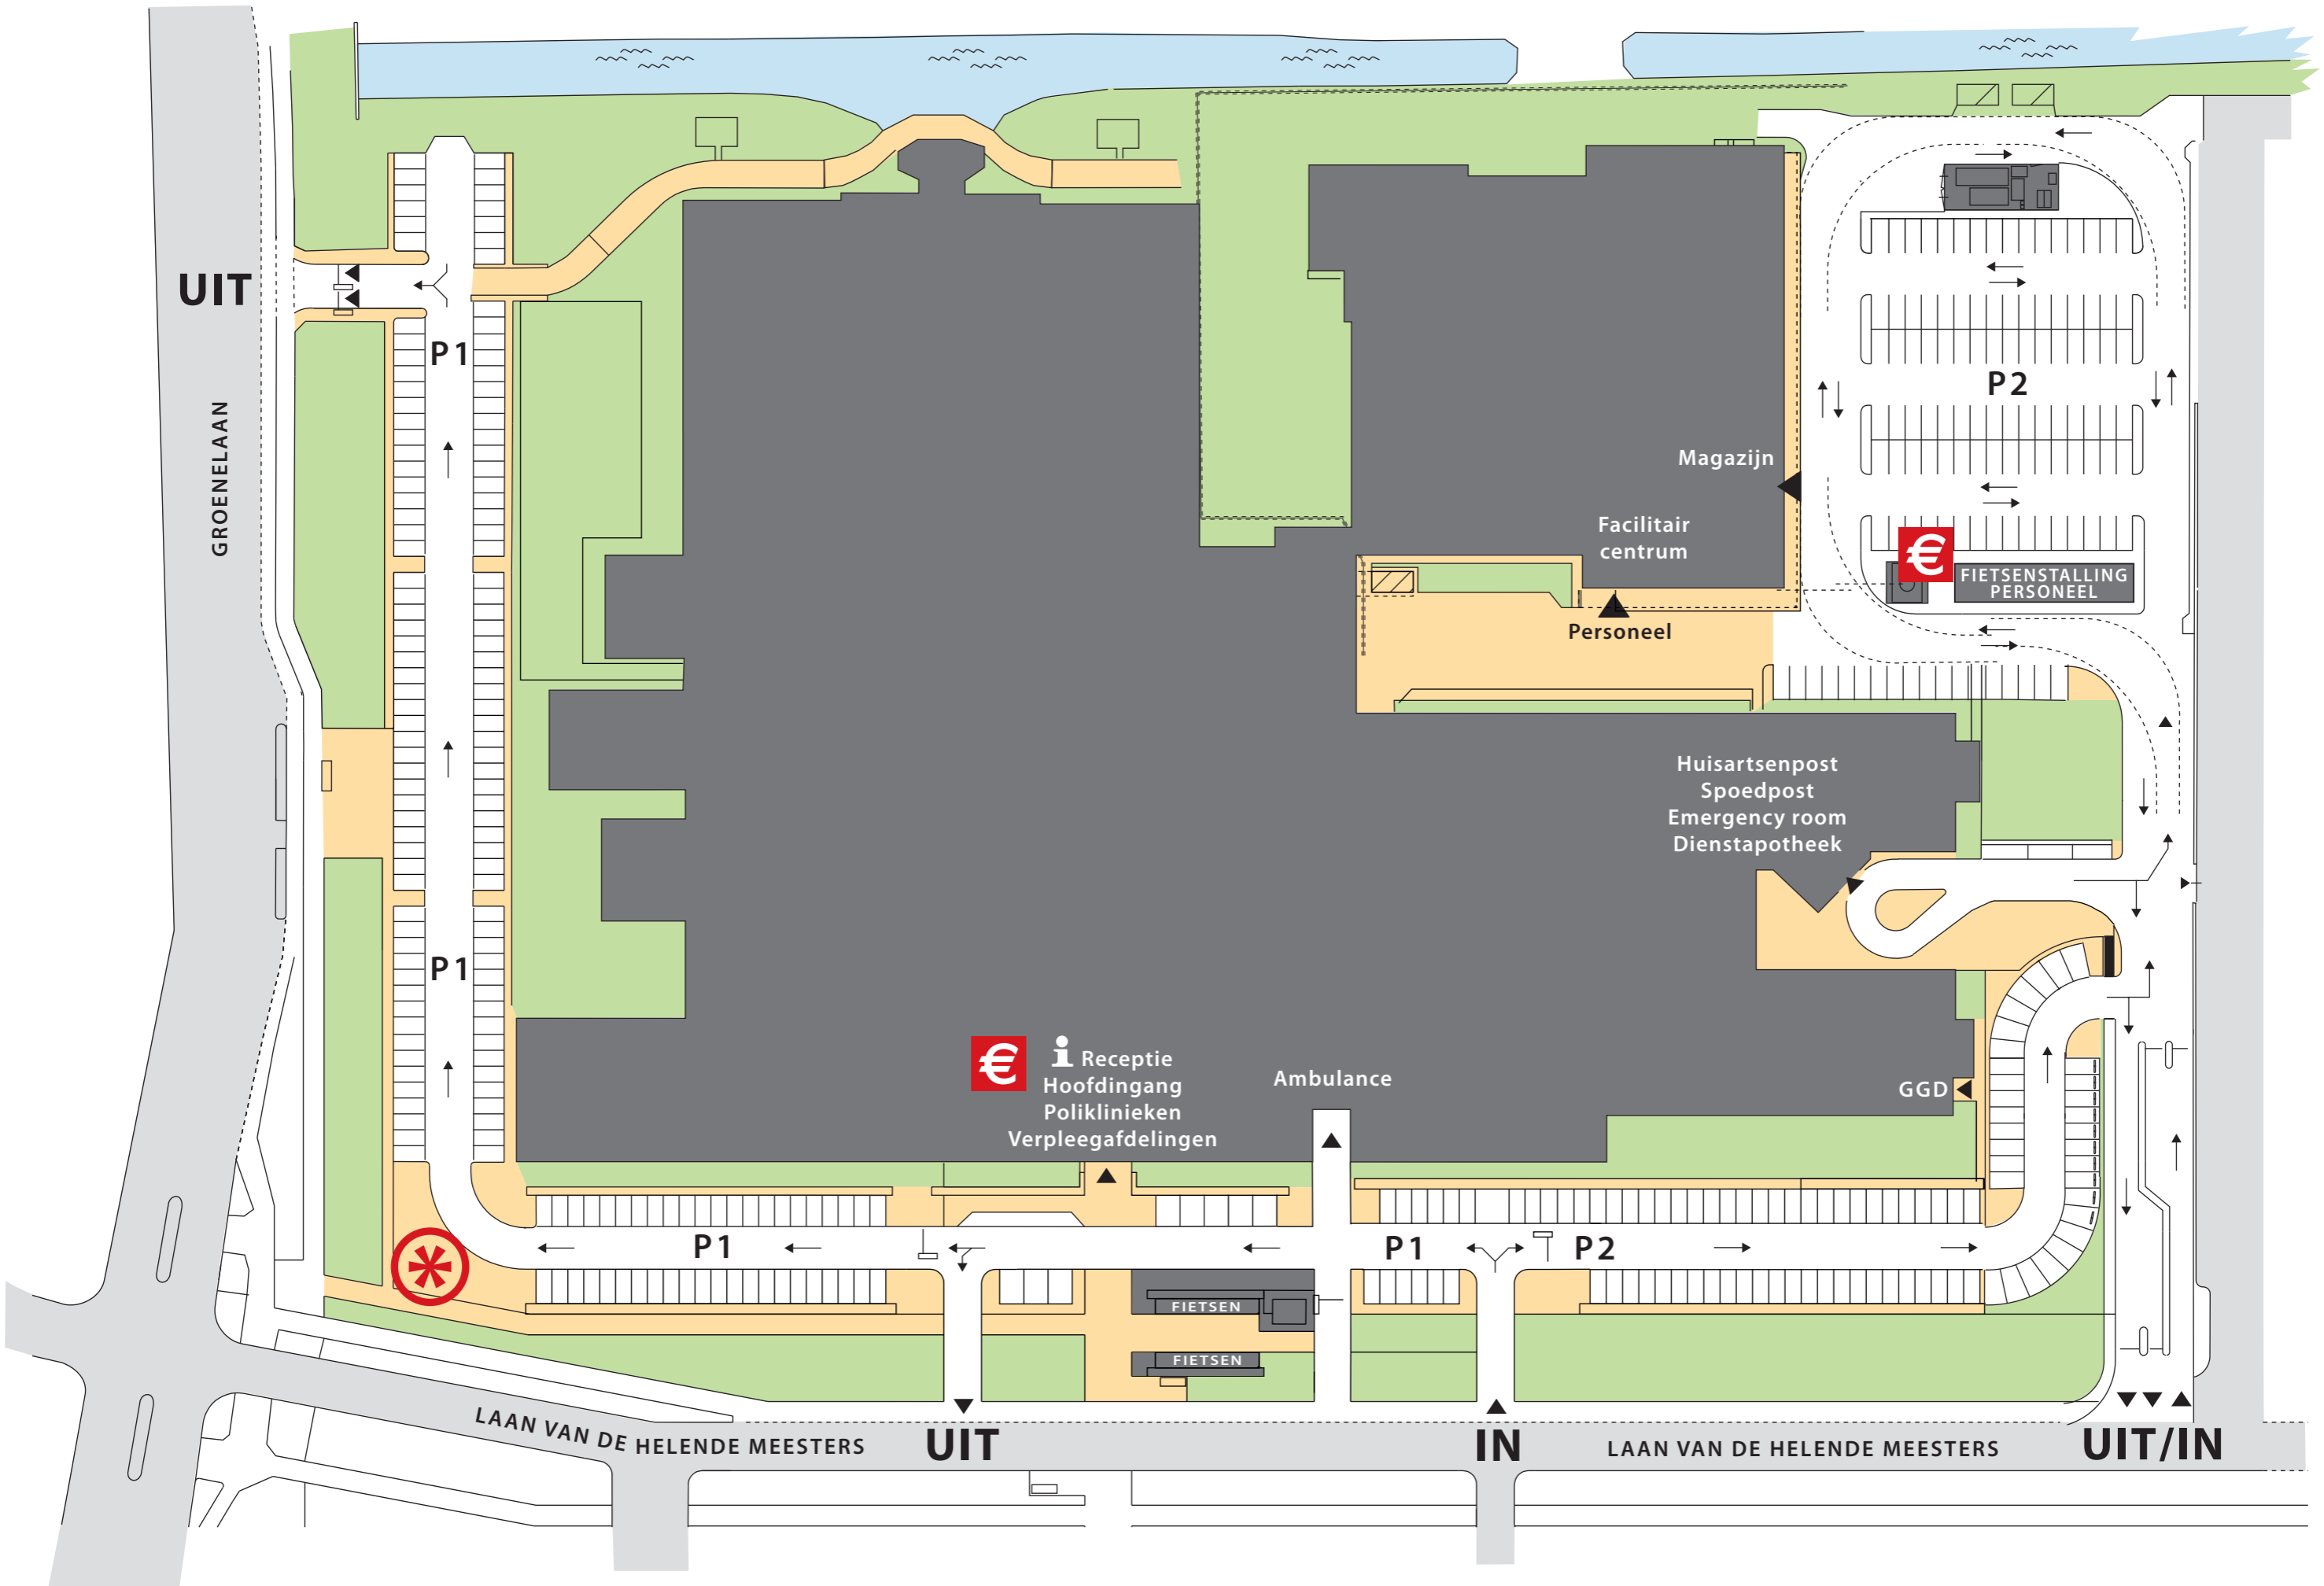 UIT
P1
P2
GROENELAAN
Magazijn
Facilitair
centrum
€
FIETSENSTALLING
PERSONEEL
Personeel
Huisartsenpost
Spoedpost
Emergency room
Dienstapotheek
P1
€
i Receptie
Hoofdingang
Poliklinieken
Verpleegafdelingen
Ambulance
GGD
P1
P1
P2
*
FIETSEN
FIETSEN
LAAN VAN DE HELENDE MEESTERS
UIT
IN
LAAN VAN DE HELENDE MEESTERS
UIT/IN